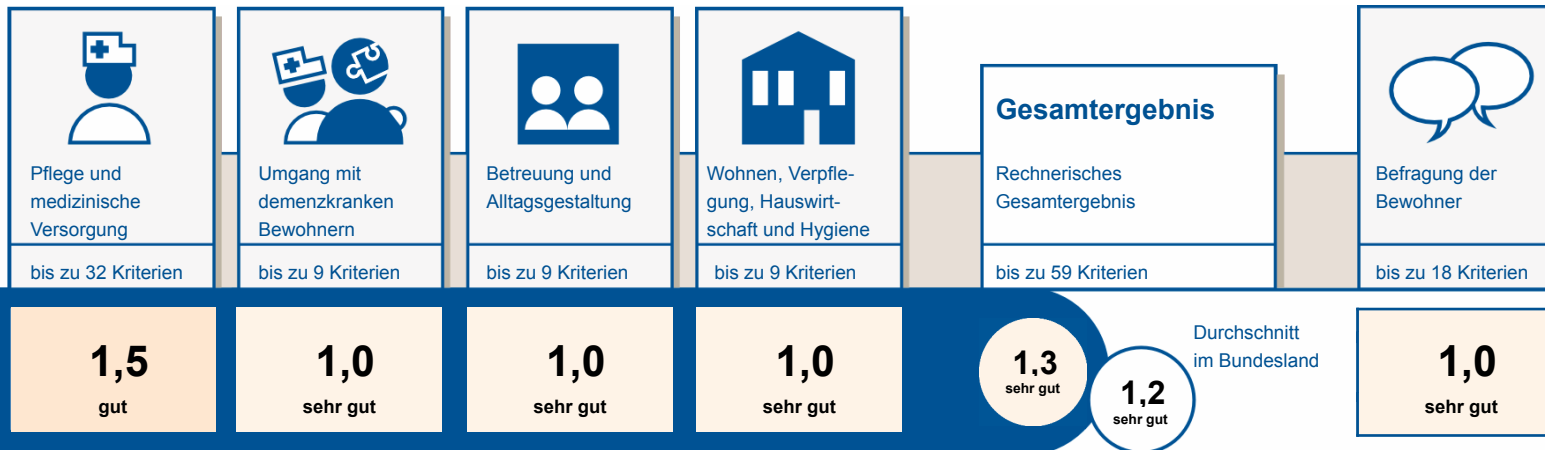 Pflege und
medizinische
Versorgung
bis zu 32 Kriterien
1,5
gut
Umgang mit
demenzkranken
Bewohnern
bis zu 9 Kriterien
1,0
sehr gut
Betreuung und
Alltagsgestaltung
bis zu 9 Kriterien
1,0
sehr gut
Wohnen, Verpfle-
gung, Hauswirt-
schaft und Hygiene
bis zu 9 Kriterien
1,0
sehr gut
Gesamtergebnis
Rechnerisches
Gesamtergebnis
bis zu 59 Kriterien
1,3
sehr gut
Durchschnitt
im Bundesland
1,2
sehr gut
Befragung der
Bewohner
bis zu 18 Kriterien
1,0
sehr gut